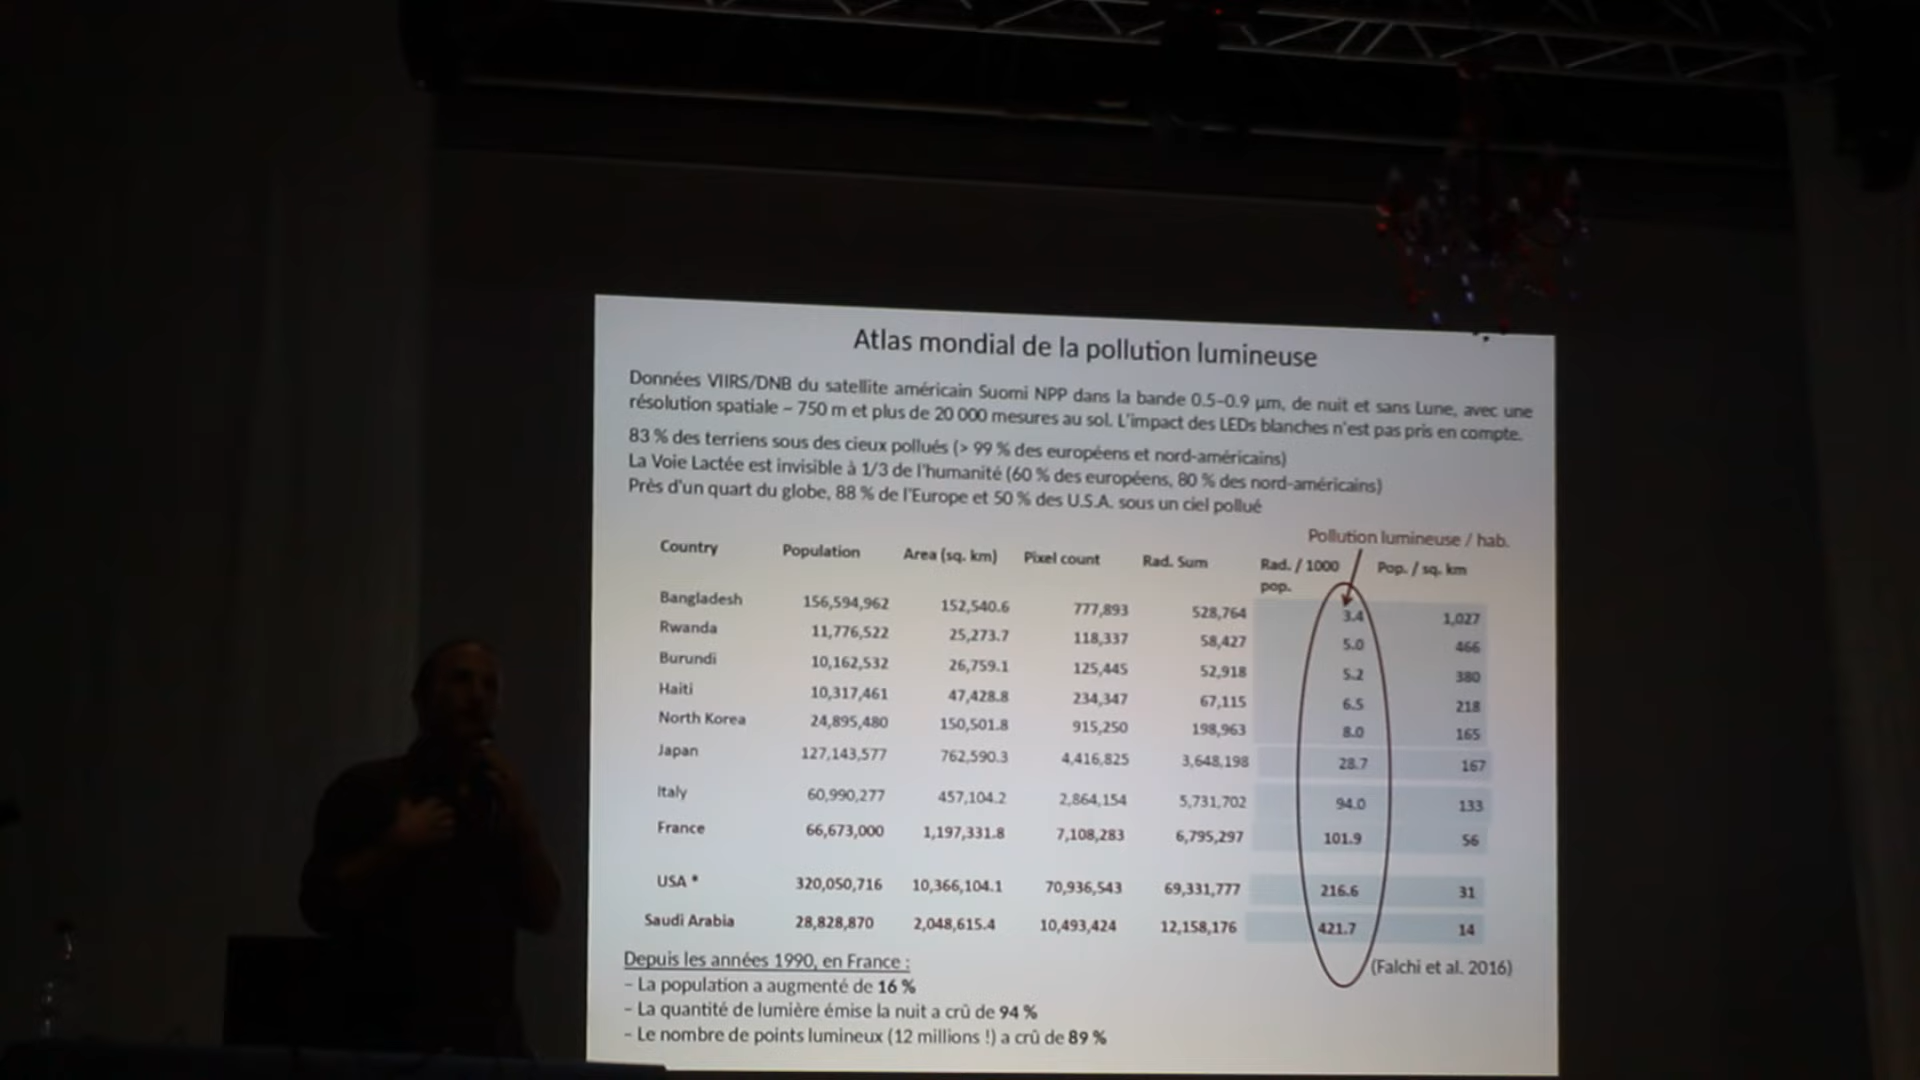 Atlas mondial de la pollution lumineuse
Données VIIRS/DNB du satellite américain Suomi NPP dans la bande 0.5–0.9 µm, de nuit et sans Lune, avec une
résolution spatiale ~ 750 m et plus de 20 000 mesures au sol. L'impact des LEDs blanches n'est pas pris en compte.
83 % des terriens sous des cieux pollués (> 99 % des européens et nord-américains)
La Voie Lactée est invisible à 1/3 de l'humanité (60 % des européens, 80 % des nord-américains)
Près d'un quart du globe, 88 % de l'Europe et 50 % des U.S.A. sous un ciel pollué
Pollution lumineuse / hab.
Country Population Area (sq. km) Pixel count Rad. Sum Rad. / 1000 pop. Pop. / sq. km
Bangladesh 156,594,962 152,540.6 777,893 528,764 3.4 1,027
Rwanda 11,776,522 25,273.7 118,337 58,427 5.0 466
Burundi 10,162,532 26,759.1 125,445 52,918 5.2 380
Haiti 10,317,461 47,428.8 234,347 67,115 6.5 218
North Korea 24,895,480 150,501.8 915,250 198,963 8.0 165
Japan 127,143,577 762,590.3 4,416,825 3,648,198 28.7 167
Italy 60,990,277 457,104.2 2,864,154 5,731,702 94.0 133
France 66,673,000 1,197,331.8 7,108,283 6,795,297 101.9 56
USA * 320,050,716 10,366,104.1 70,936,543 69,331,777 216.6 31
Saudi Arabia 28,828,870 2,048,615.4 10,493,424 12,158,176 421.7 14
(Falchi et al. 2016)
Depuis les années 1990, en France :
– La population a augmenté de 16 %
– La quantité de lumière émise la nuit a crû de 94 %
– Le nombre de points lumineux (12 millions !) a crû de 89 %